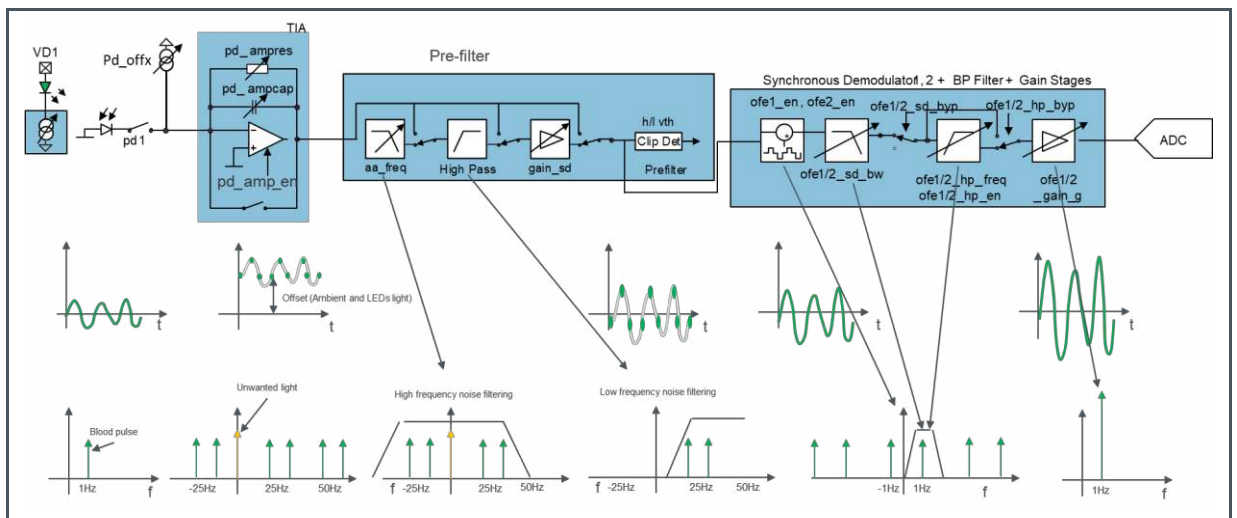 TIA
VD1
Pd_offx
pd_ampres
pd_ampcap
pd1
pd_amp_en
Pre-filter
aa_freq
High Pass
gain_sd
h/l vth
Clip Det
Prefilter
Synchronous Demodulator1, 2 + BP Filter + Gain Stages
ofe1_en , ofe2_en
ofe1/2_sd_byp
ofe1/2_hp_byp
ofe1/2_sd_bw
ofe1/2_hp_freq
ofe1/2_hp_en
ofe1/2
_gain_g
ADC
t
Offset (Ambient and LEDs light)
t
t
t
t
Blood pulse
1Hz
f
Unwanted light
-25Hz
25Hz
50Hz
High frequency noise filtering
-25Hz
25Hz
50Hz
Low frequency noise filtering
f
-25Hz
25Hz
-1Hz
1Hz
f
1Hz
f